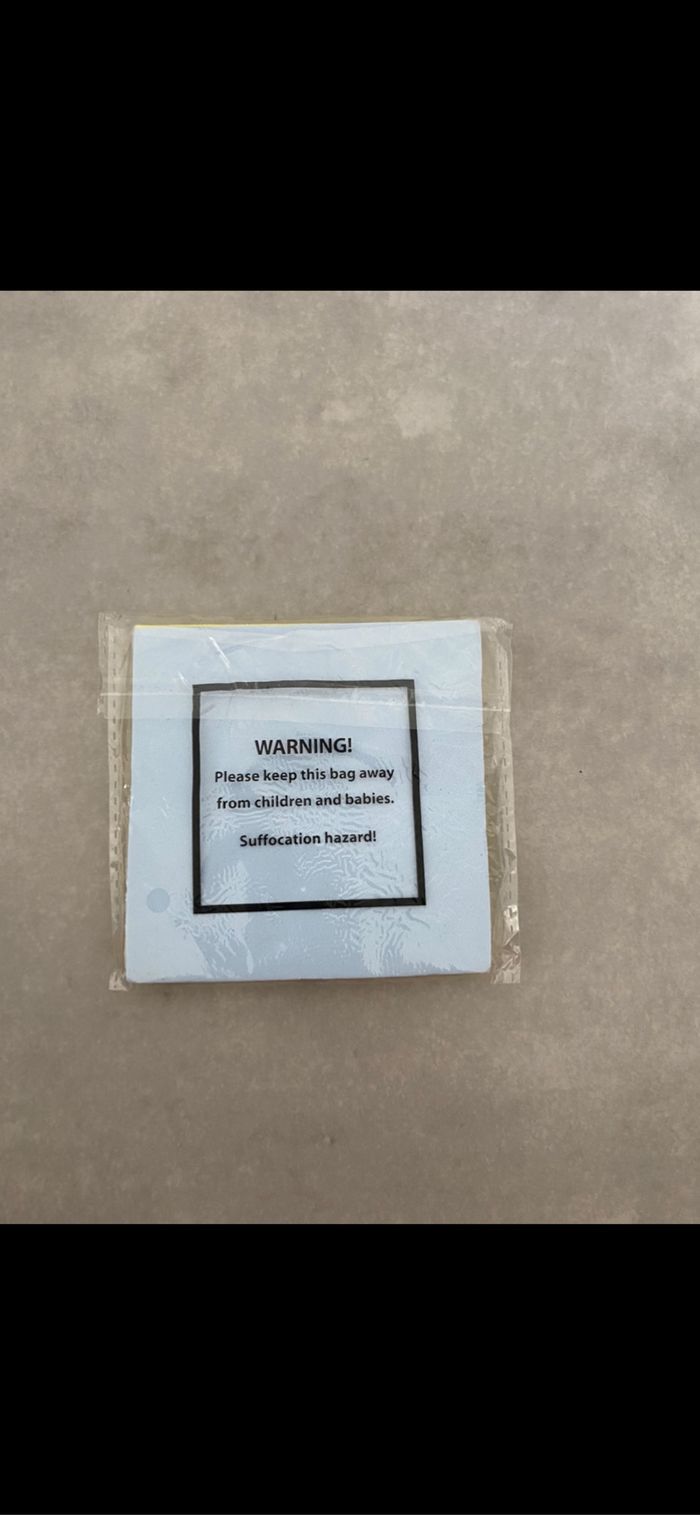 WARNING!
Please keep this bag away
from children and babies.
Suffocation hazard!